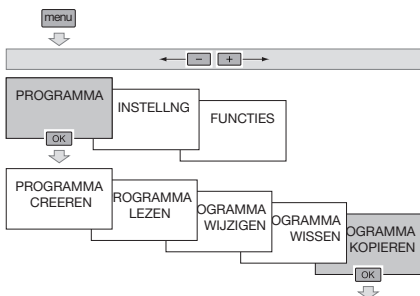 menu
- +
PROGRAMMA
INSTELLNG
FUNCTIES
OK
PROGRAMMA
CREEREN
ROGRAMMA
LEZEN
OGRAMMA
WIJZIGEN
OGRAMMA
WISSEN
OGRAMMA
KOPIEREN
OK